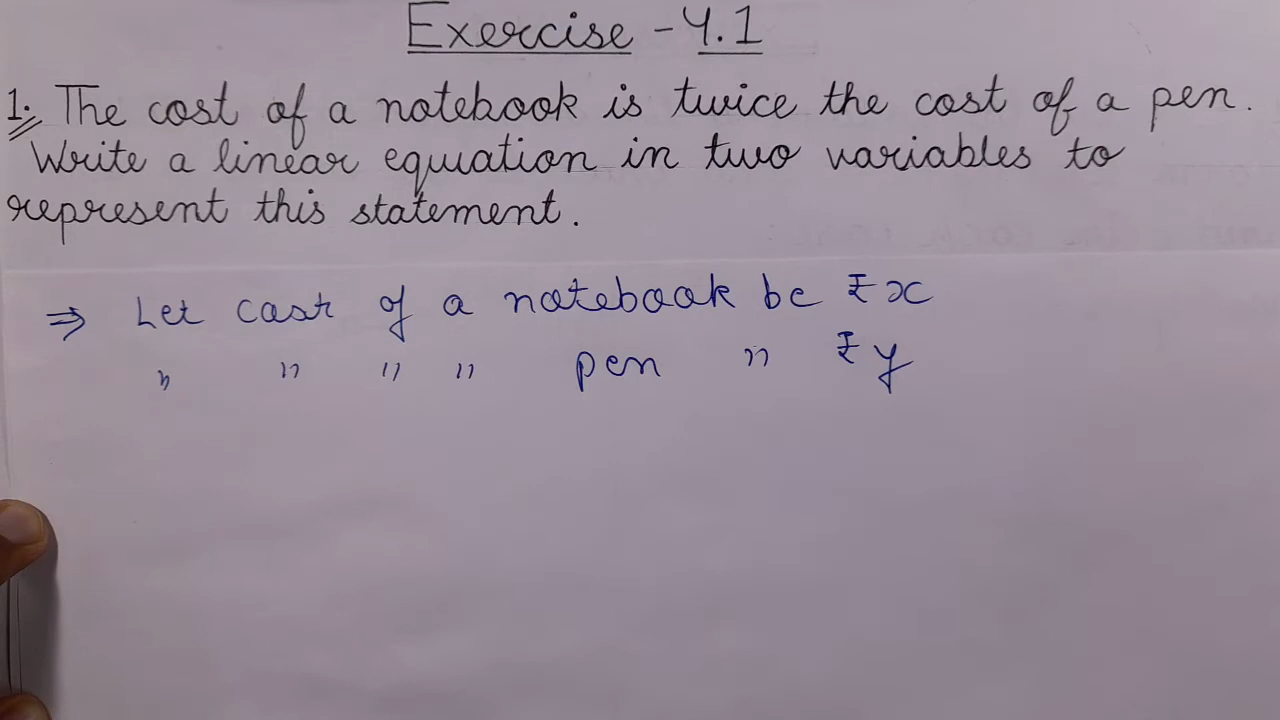 Exercise - 4.1
1. The cost of a notebook is twice the cost of a pen.
Write a linear equation in two variables to
represent this statement.
⇒ Let cost of a notebook be ₹ x
" " " " pen " ₹ y